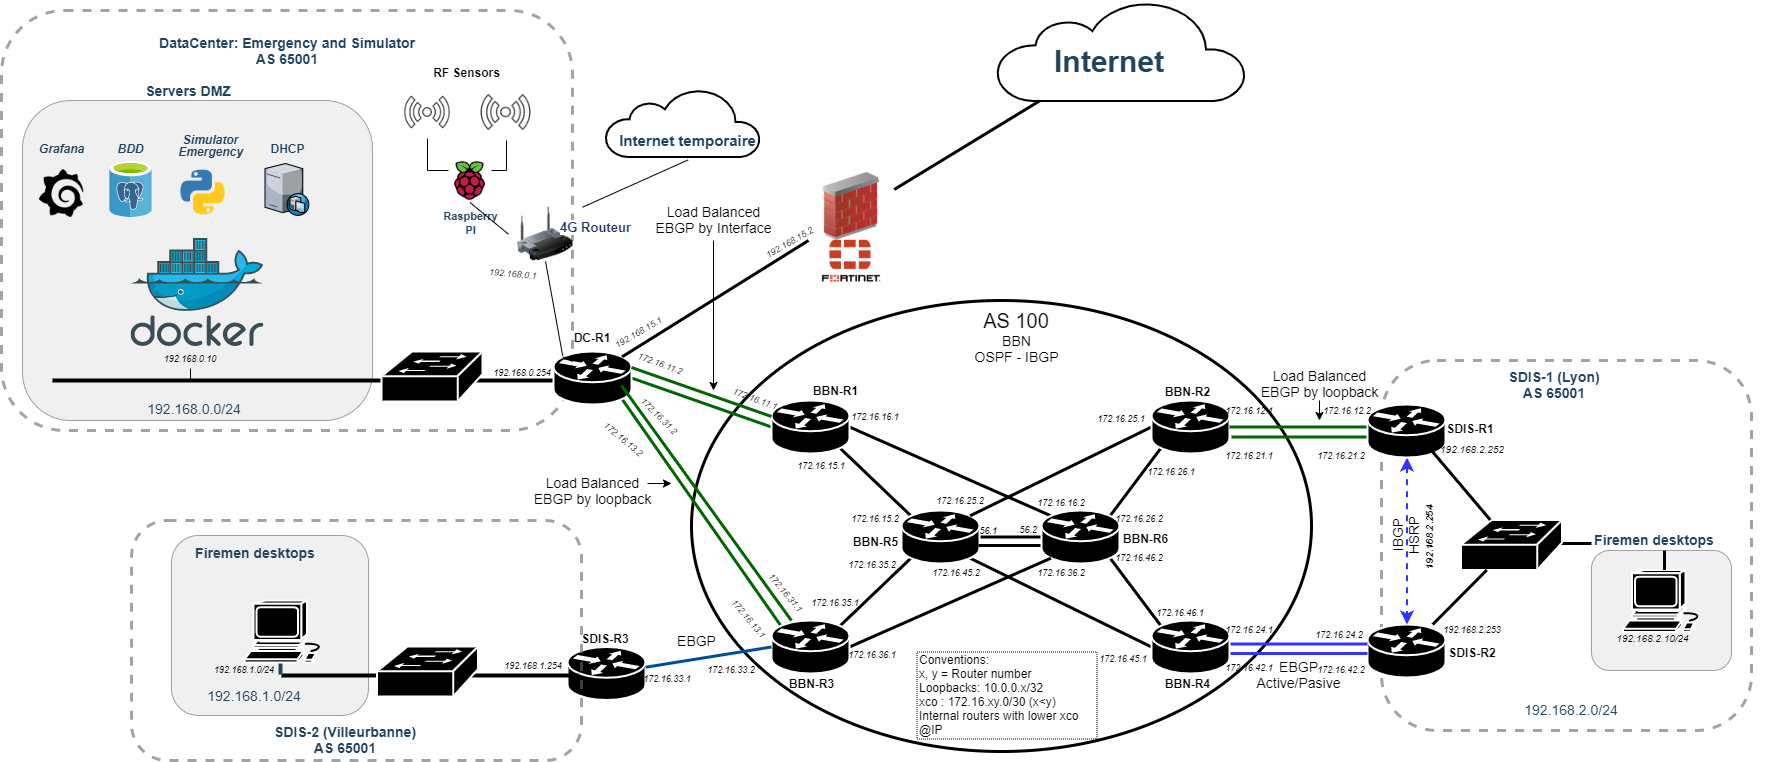 DataCenter: Emergency and Simulator
AS 65001
Servers DMZ
Grafana
BDD
Simulator
Emergency
DHCP
docker
192.168.0.10
192.168.0.0/24
RF Sensors
Raspberry
PI
4G Routeur
192.168.0.1
192.168.0.254
DC-R1
Internet temporaire
Internet
FORTINET
192.168.15.2
192.168.15.1
Load Balanced
EBGP by Interface
172.16.11.2
172.16.11.1
172.16.31.2
172.16.13.2
Load Balanced
EBGP by loopback
172.16.31.1
172.16.13.1
AS 100
BBN
OSPF - IBGP
BBN-R1
172.16.16.1
172.16.15.1
BBN-R2
172.16.25.1
172.16.26.1
172.16.12.1
172.16.21.1
Load Balanced
EBGP by loopback
172.16.12.2
172.16.21.2
172.16.25.2
172.16.16.2
172.16.15.2
BBN-R5
172.16.35.2
172.16.45.2
56.1
56.2
172.16.26.2
BBN-R6
172.16.46.2
172.16.36.2
172.16.35.1
172.16.36.1
BBN-R3
172.16.46.1
172.16.45.1
BBN-R4
172.16.24.1
172.16.42.1
172.16.24.2
172.16.42.2
EBGP
Active/Pasive
Conventions:
x, y = Router number
Loopbacks: 10.0.0.x/32
xco : 172.16.xy.0/30 (x<y)
Internal routers with lower xco
@IP
SDIS-1 (Lyon)
AS 65001
SDIS-R1
192.168.2.252
IBGP
HSRP
192.168.2.254
192.168.2.253
SDIS-R2
Firemen desktops
192.168.2.10/24
192.168.2.0/24
Firemen desktops
192.168.1.0/24
192.168.1.0/24
192.168.1.254
SDIS-R3
EBGP
172.16.33.2
172.16.33.1
SDIS-2 (Villeurbanne)
AS 65001